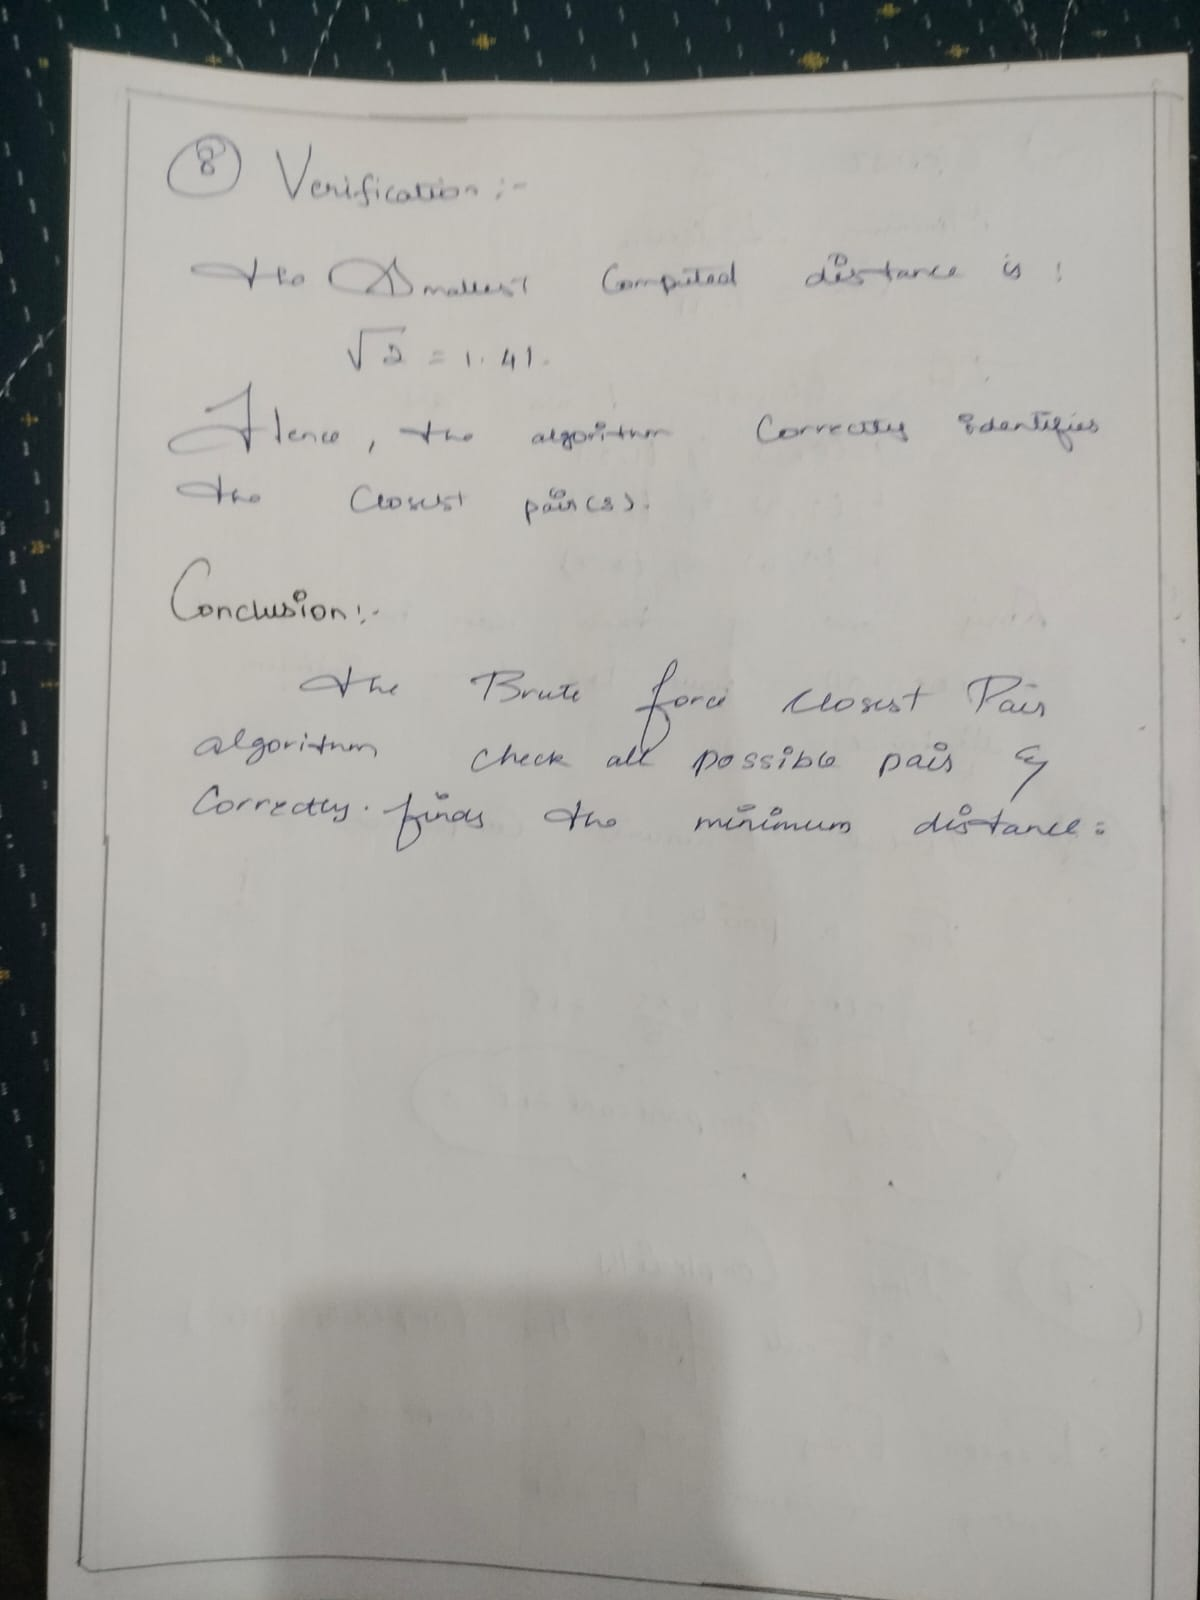 8 Verification:-
the Smallest Computed distance is :
√2 = 1.41.
Hence, the algorithm Correctly identifies
the Closest pair(s).
Conclusion:-
the Brute force Closest Pair
algorithm check all possible pairs &
Correctly finds the minimum distance.